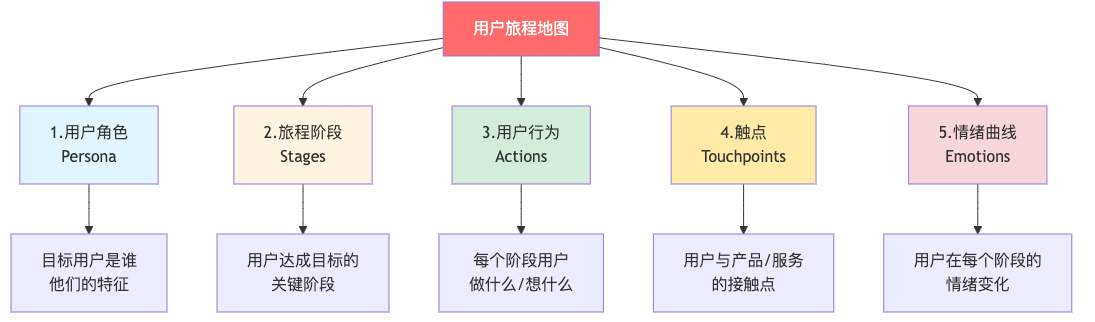 用户旅程地图
1.用户角色
Persona
2.旅程阶段
Stages
3.用户行为
Actions
4.触点
Touchpoints
5.情绪曲线
Emotions
目标用户是谁
他们的特征
用户达成目标的
关键阶段
每个阶段用户
做什么/想什么
用户与产品/服务
的接触点
用户在每个阶段的
情绪变化